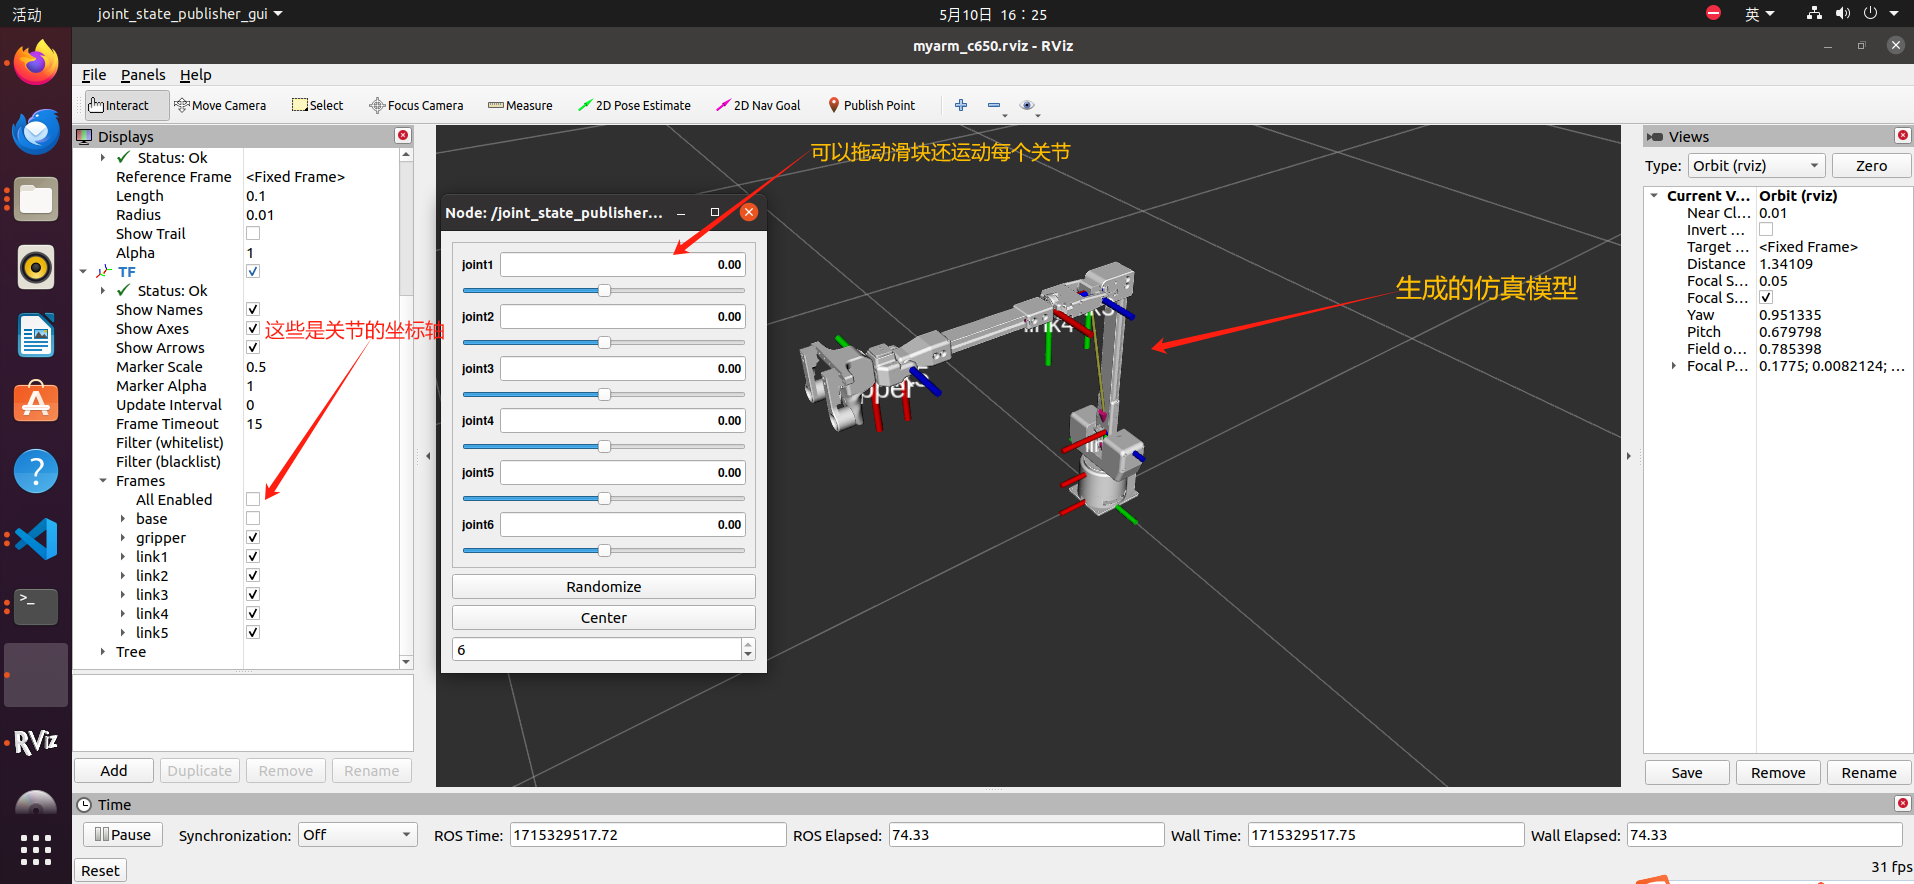 活动
joint_state_publisher_gui
5月10日 16：25
英
myarm_c650.rviz - RViz
File Panels Help
Interact Move Camera Select Focus Camera Measure 2D Pose Estimate 2D Nav Goal Publish Point
Displays
Status: Ok
Reference Frame <Fixed Frame>
Length 0.1
Radius 0.01
Show Trail
Alpha 1
TF
Status: Ok
Show Names
Show Axes
Show Arrows
Marker Scale 0.5
Marker Alpha 1
Update Interval 0
Frame Timeout 15
Filter (whitelist)
Filter (blacklist)
Frames
All Enabled
base
gripper
link1
link2
link3
link4
link5
Tree
这些是关节的坐标轴
Add Duplicate Remove Rename
Node: /joint_state_publisher...
joint1 0.00
joint2 0.00
joint3 0.00
joint4 0.00
joint5 0.00
joint6 0.00
Randomize
Center
6
可以拖动滑块还运动每个关节
生成的仿真模型
link4
pper
Views
Type: Orbit (rviz) Zero
Current V... Orbit (rviz)
Near Cl... 0.01
Invert ...
Target ... <Fixed Frame>
Distance 1.34109
Focal S... 0.05
Focal S...
Yaw 0.951335
Pitch 0.679798
Field o... 0.785398
Focal P... 0.1775; 0.0082124; ...
Save Remove Rename
RViz
Time
Pause Synchronization: Off ROS Time: 1715329517.72 ROS Elapsed: 74.33 Wall Time: 1715329517.75 Wall Elapsed: 74.33
Reset
31 fps